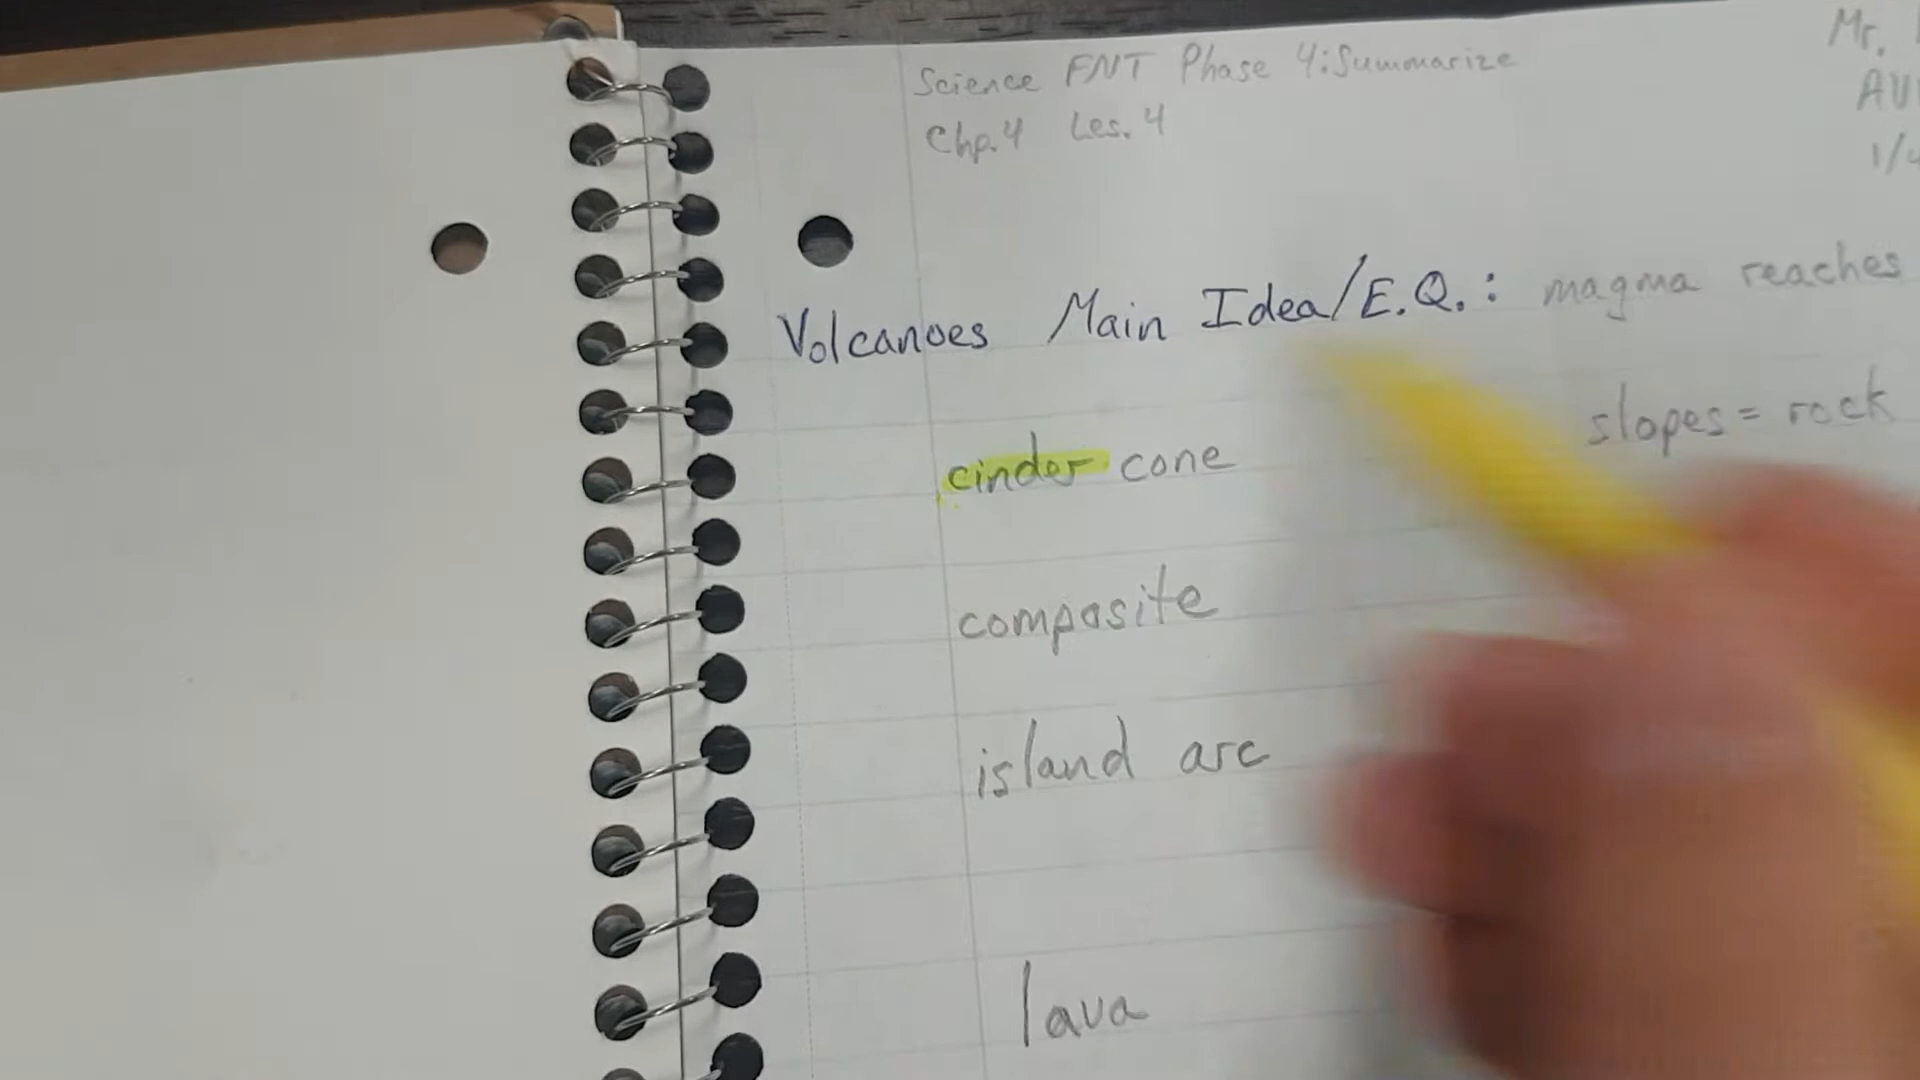 Science FNT Phase 4: Summarize
Mr.
Chp. 4 Les. 4
Volcanoes Main Idea/E.Q.: magma reaches
slopes = rock
cinder cone
composite
island arc
lava